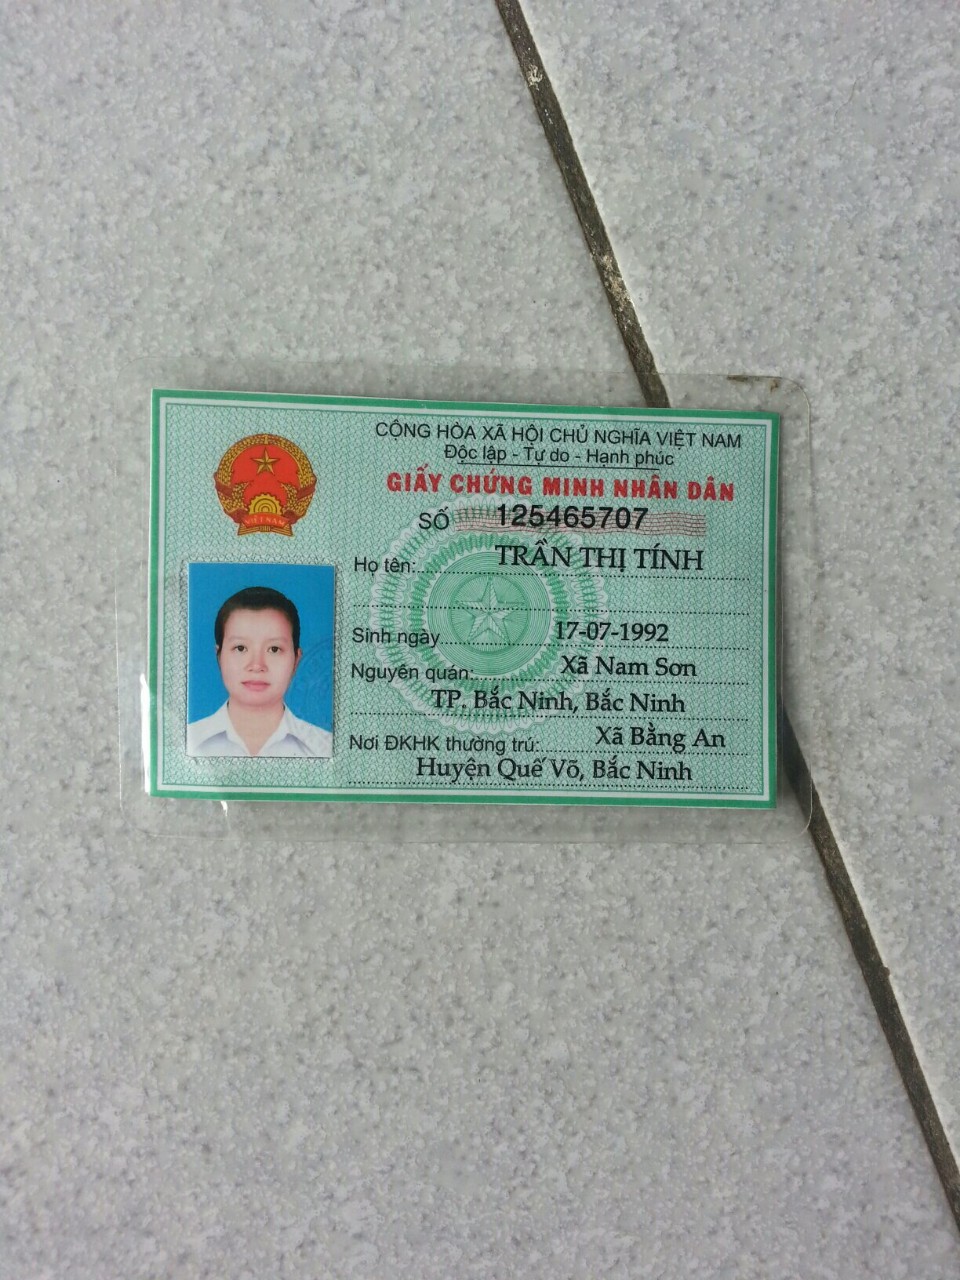 CỘNG HÒA XÃ HỘI CHỦ NGHĨA VIỆT NAM
Độc lập - Tự do - Hạnh phúc
GIẤY CHỨNG MINH NHÂN DÂN
SỐ 125465707
Họ tên: TRẦN THỊ TÍNH
Sinh ngày 17-07-1992
Nguyên quán: Xã Nam Sơn
TP. Bắc Ninh, Bắc Ninh
Nơi ĐKHK thường trú: Xã Bằng An
Huyện Quế Võ, Bắc Ninh
VIỆT NAM